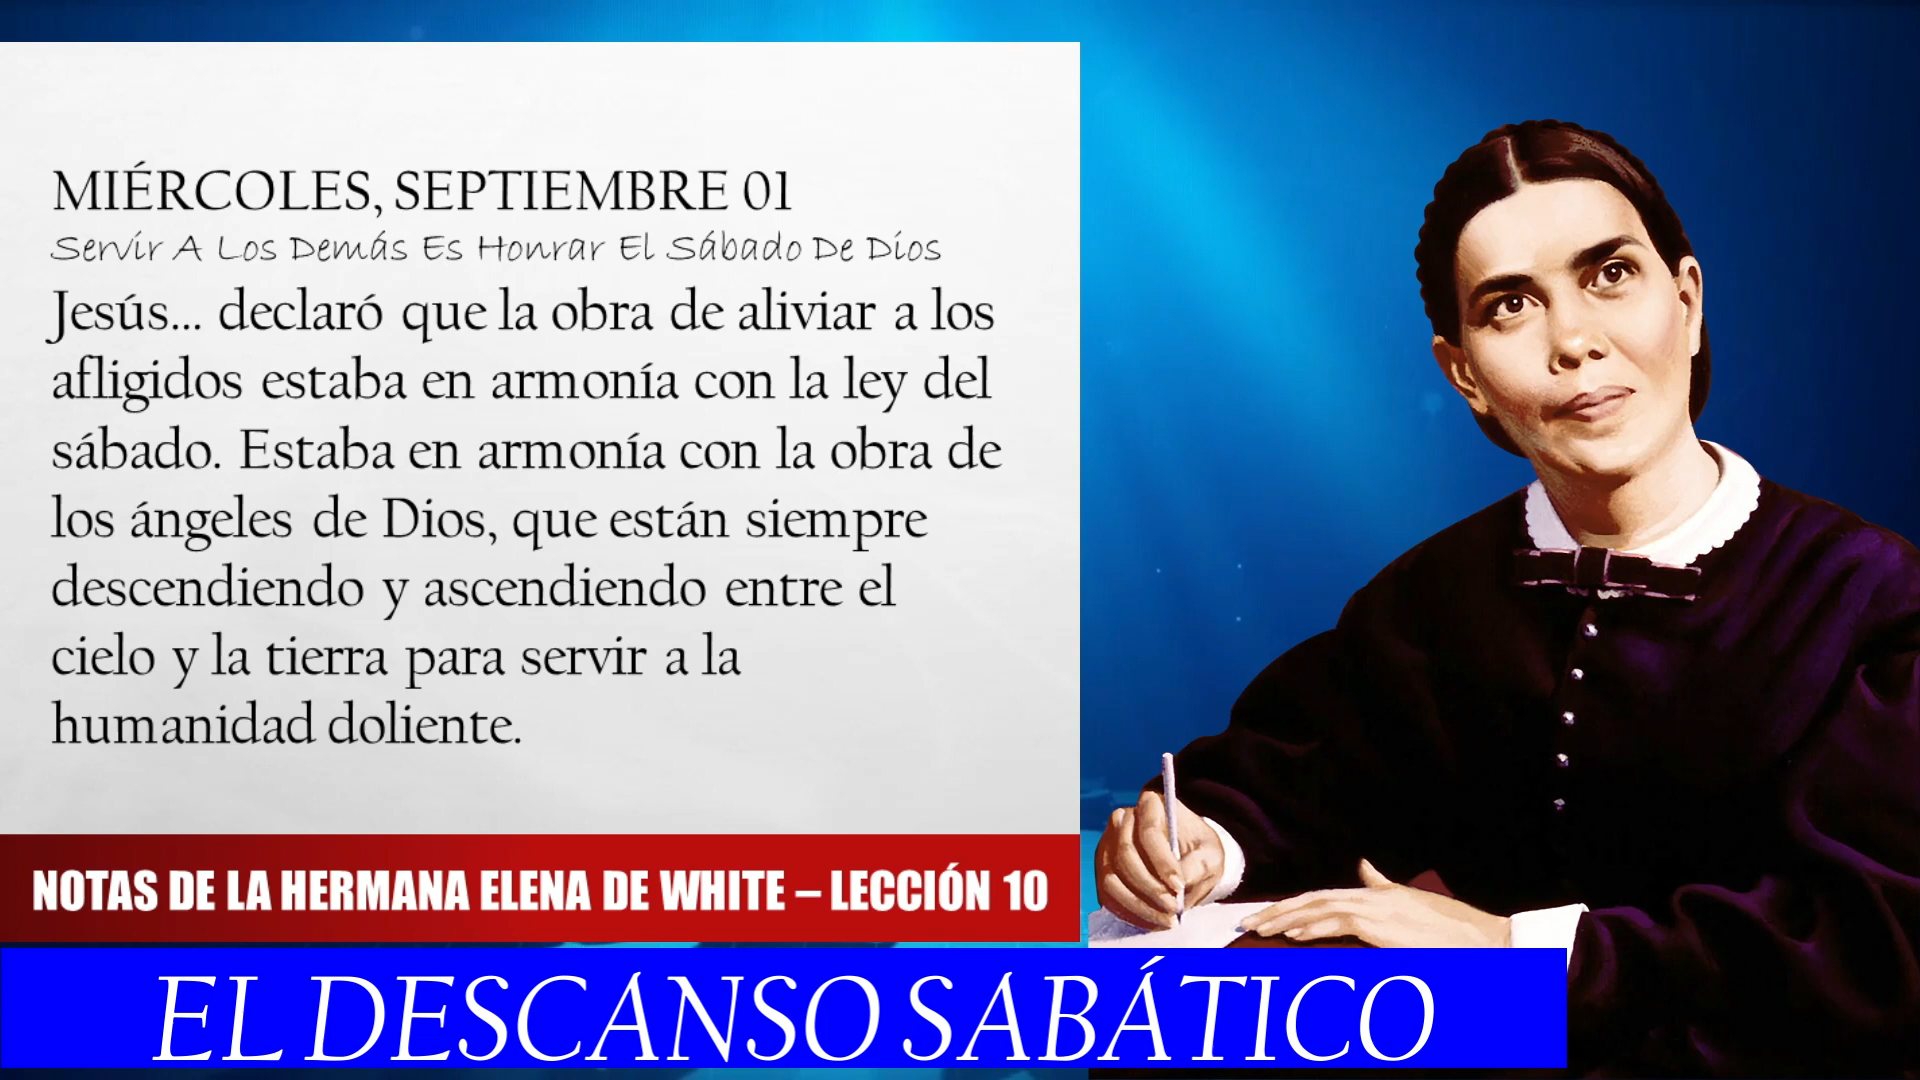 MIÉRCOLES, SEPTIEMBRE 01
Servir A Los Demás Es Honrar El Sábado De Dios
Jesús... declaró que la obra de aliviar a los
afligidos estaba en armonía con la ley del
sábado. Estaba en armonía con la obra de
los ángeles de Dios, que están siempre
descendiendo y ascendiendo entre el
cielo y la tierra para servir a la
humanidad doliente.
NOTAS DE LA HERMANA ELENA DE WHITE – LECCIÓN 10
EL DESCANSO SABÁTICO